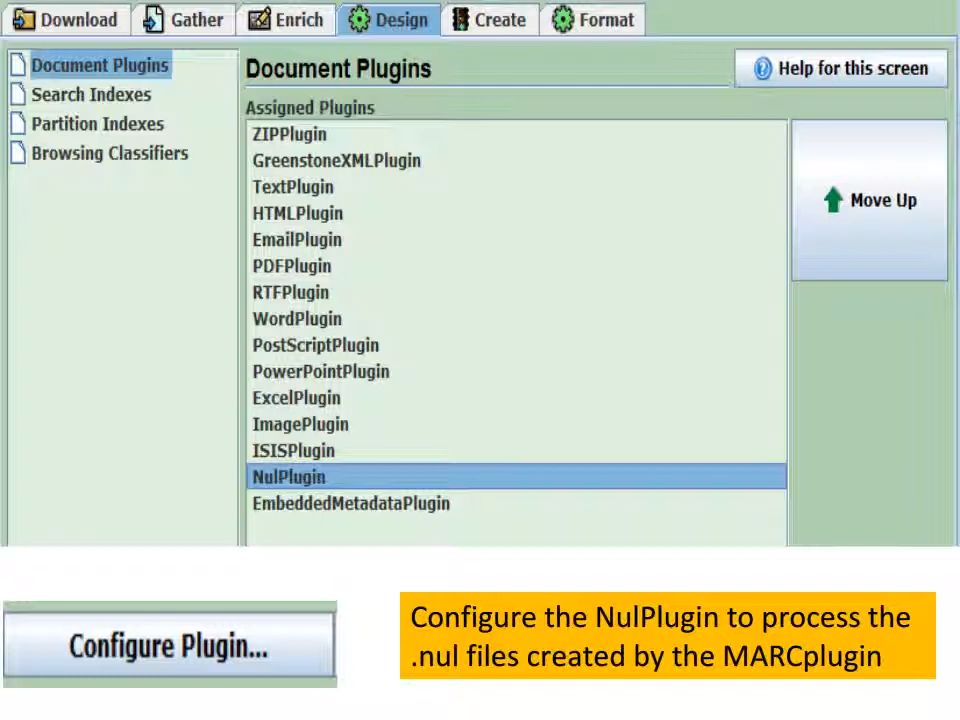 Download Gather Enrich Design Create Format
Document Plugins
Search Indexes
Partition Indexes
Browsing Classifiers
Document Plugins
Help for this screen
Assigned Plugins
ZIPPlugin
GreenstoneXMLPlugin
TextPlugin
HTMLPlugin
EmailPlugin
PDFPlugin
RTFPlugin
WordPlugin
PostScriptPlugin
PowerPointPlugin
ExcelPlugin
ImagePlugin
ISISPlugin
NulPlugin
EmbeddedMetadataPlugin
Move Up
Configure Plugin...
Configure the NulPlugin to process the
.nul files created by the MARCplugin